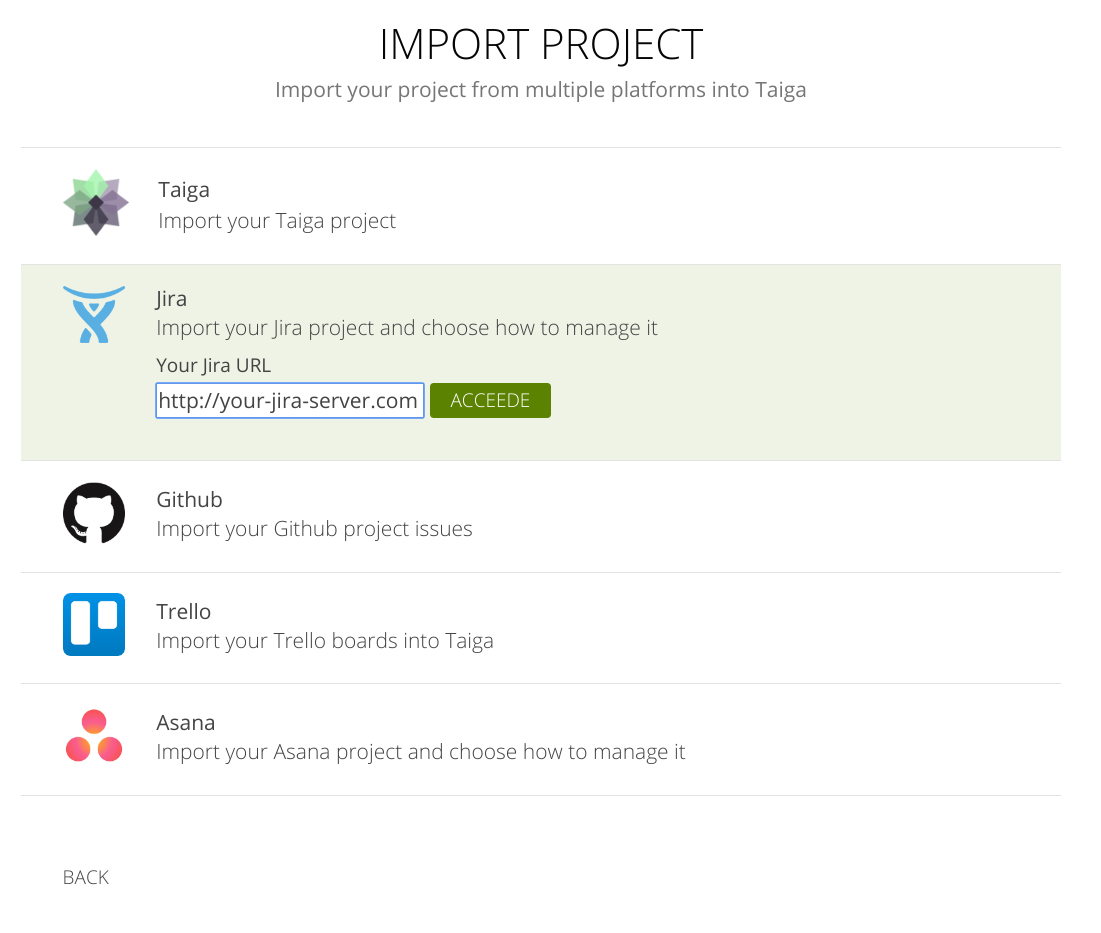 IMPORT PROJECT
Import your project from multiple platforms into Taiga
Taiga
Import your Taiga project
Jira
Import your Jira project and choose how to manage it
Your Jira URL
http://your-jira-server.com ACCEEDE
Github
Import your Github project issues
Trello
Import your Trello boards into Taiga
Asana
Import your Asana project and choose how to manage it
BACK